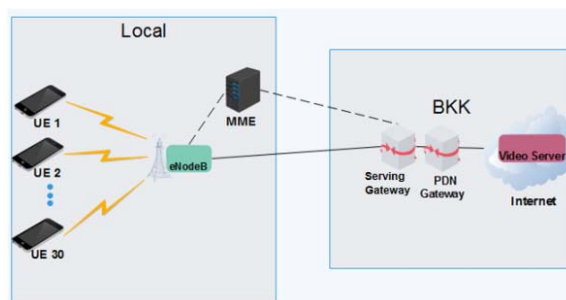 Local
UE 1
UE 2
UE 30
MME
eNodeB
BKK
Serving
Gateway
PDN
Gateway
Video Server
Internet